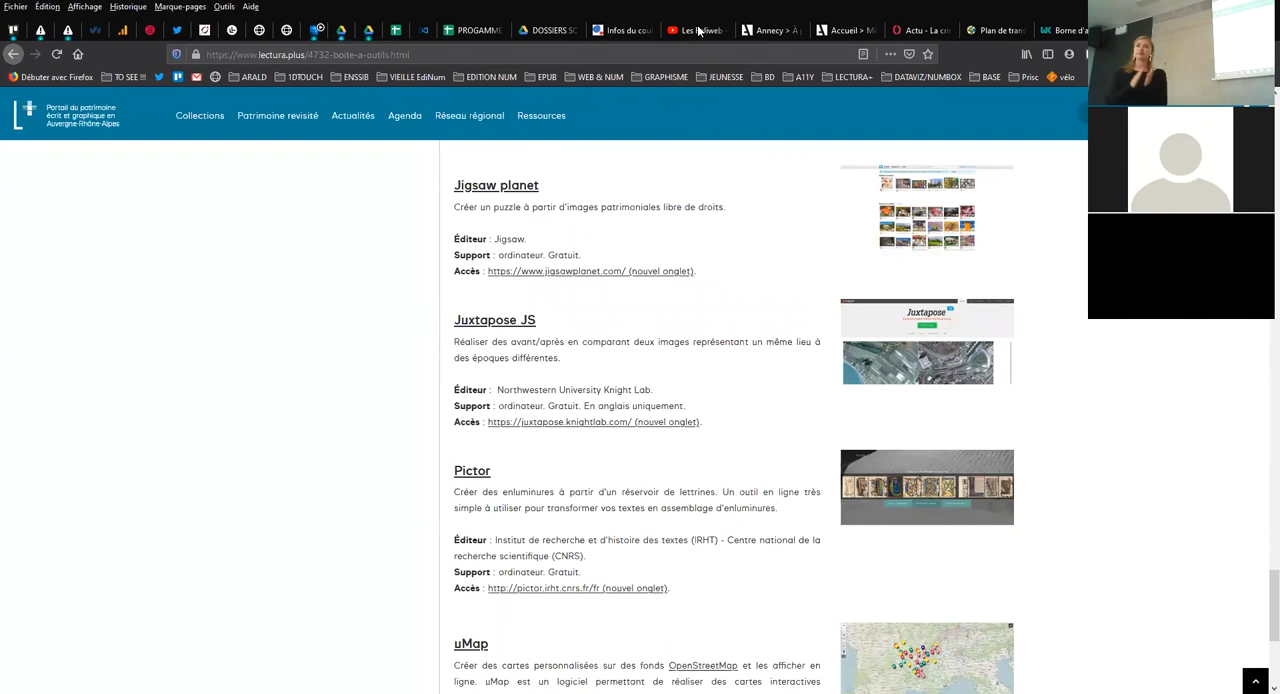 Fichier Édition Affichage Historique Marque-pages Outils Aide
PROGAMME DOSSIERS SC Infos du cou Les Infiweb Annecy > À Accueil > M Actu - La cri Plan de trans Borne d'a
https://www.lectura.plus/4732-boite-a-outils.html
Débuter avec Firefox TO SEE !!! ARALD 1DTOUCH ENSSIB VIEILLE EdiNum EDITION NUM EPUB WEB & NUM GRAPHISME JEUNESSE BD A11Y LECTURA+ DATAVIZ/NUMBOX BASE Prisc vélo
Portail du patrimoine
écrit et graphique en
Auvergne-Rhône-Alpes
Collections Patrimoine revisité Actualités Agenda Réseau régional Ressources
Jigsaw planet
Créer un puzzle à partir d'images patrimoniales libre de droits.
Éditeur : Jigsaw.
Support : ordinateur. Gratuit.
Accès : https://www.jigsawplanet.com/ (nouvel onglet).
Juxtapose JS
Juxtapose
Réaliser des avant/après en comparant deux images représentant un même lieu à
des époques différentes.
Éditeur : Northwestern University Knight Lab.
Support : ordinateur. Gratuit. En anglais uniquement.
Accès : https://juxtapose.knightlab.com/ (nouvel onglet).
Pictor
Créer des enluminures à partir d'un réservoir de lettrines. Un outil en ligne très
simple à utiliser pour transformer vos textes en assemblage d'enluminures.
Éditeur : Institut de recherche et d'histoire des textes (IRHT) - Centre national de la
recherche scientifique (CNRS).
Support : ordinateur. Gratuit.
Accès : http://pictor.irht.cnrs.fr/fr (nouvel onglet).
uMap
Créer des cartes personnalisées sur des fonds OpenStreetMap et les afficher en
ligne. uMap est un logiciel permettant de réaliser des cartes interactives